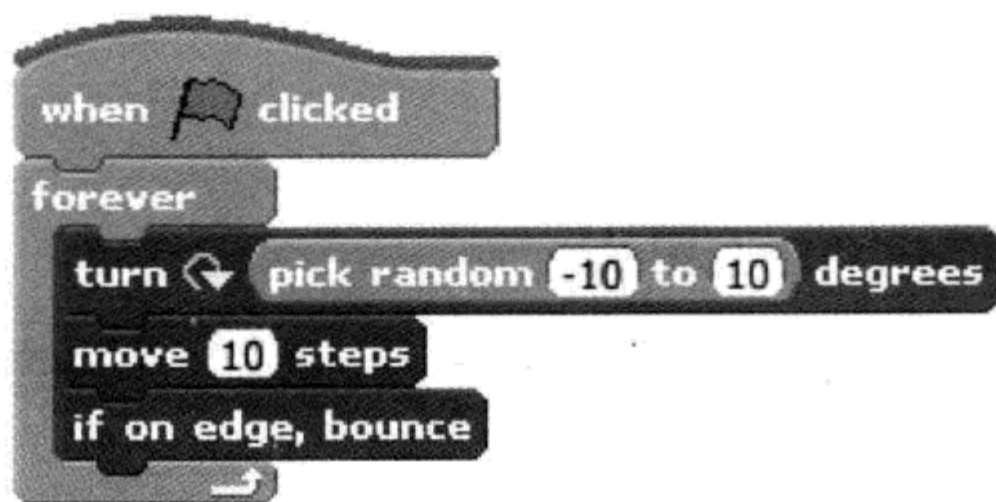 when clicked
forever
turn pick random -10 to 10 degrees
move 10 steps
if on edge, bounce